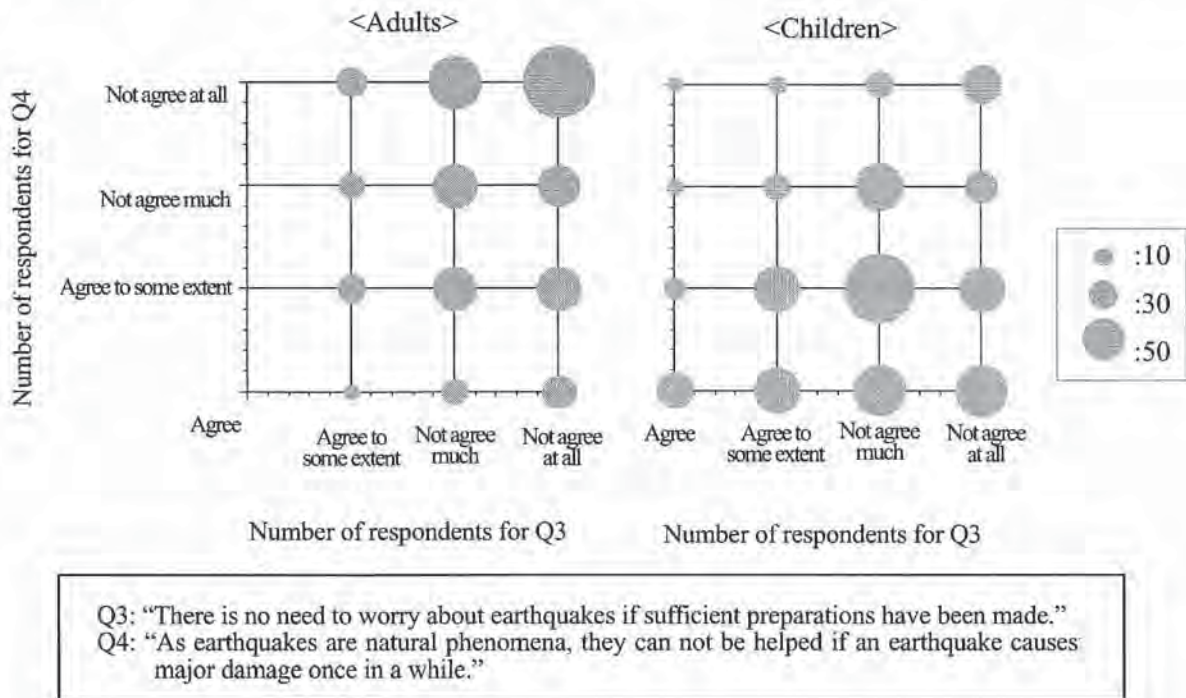 <Adults>
<Children>
Number of respondents for Q4
Not agree at all
Not agree much
Agree to some extent
Agree
Agree to
some extent
Not agree
much
Not agree
at all
Agree
Agree to
some extent
Not agree
much
Not agree
at all
:10
:30
:50
Number of respondents for Q3
Number of respondents for Q3
Q3: “There is no need to worry about earthquakes if sufficient preparations have been made.”
Q4: “As earthquakes are natural phenomena, they can not be helped if an earthquake causes
major damage once in a while.”